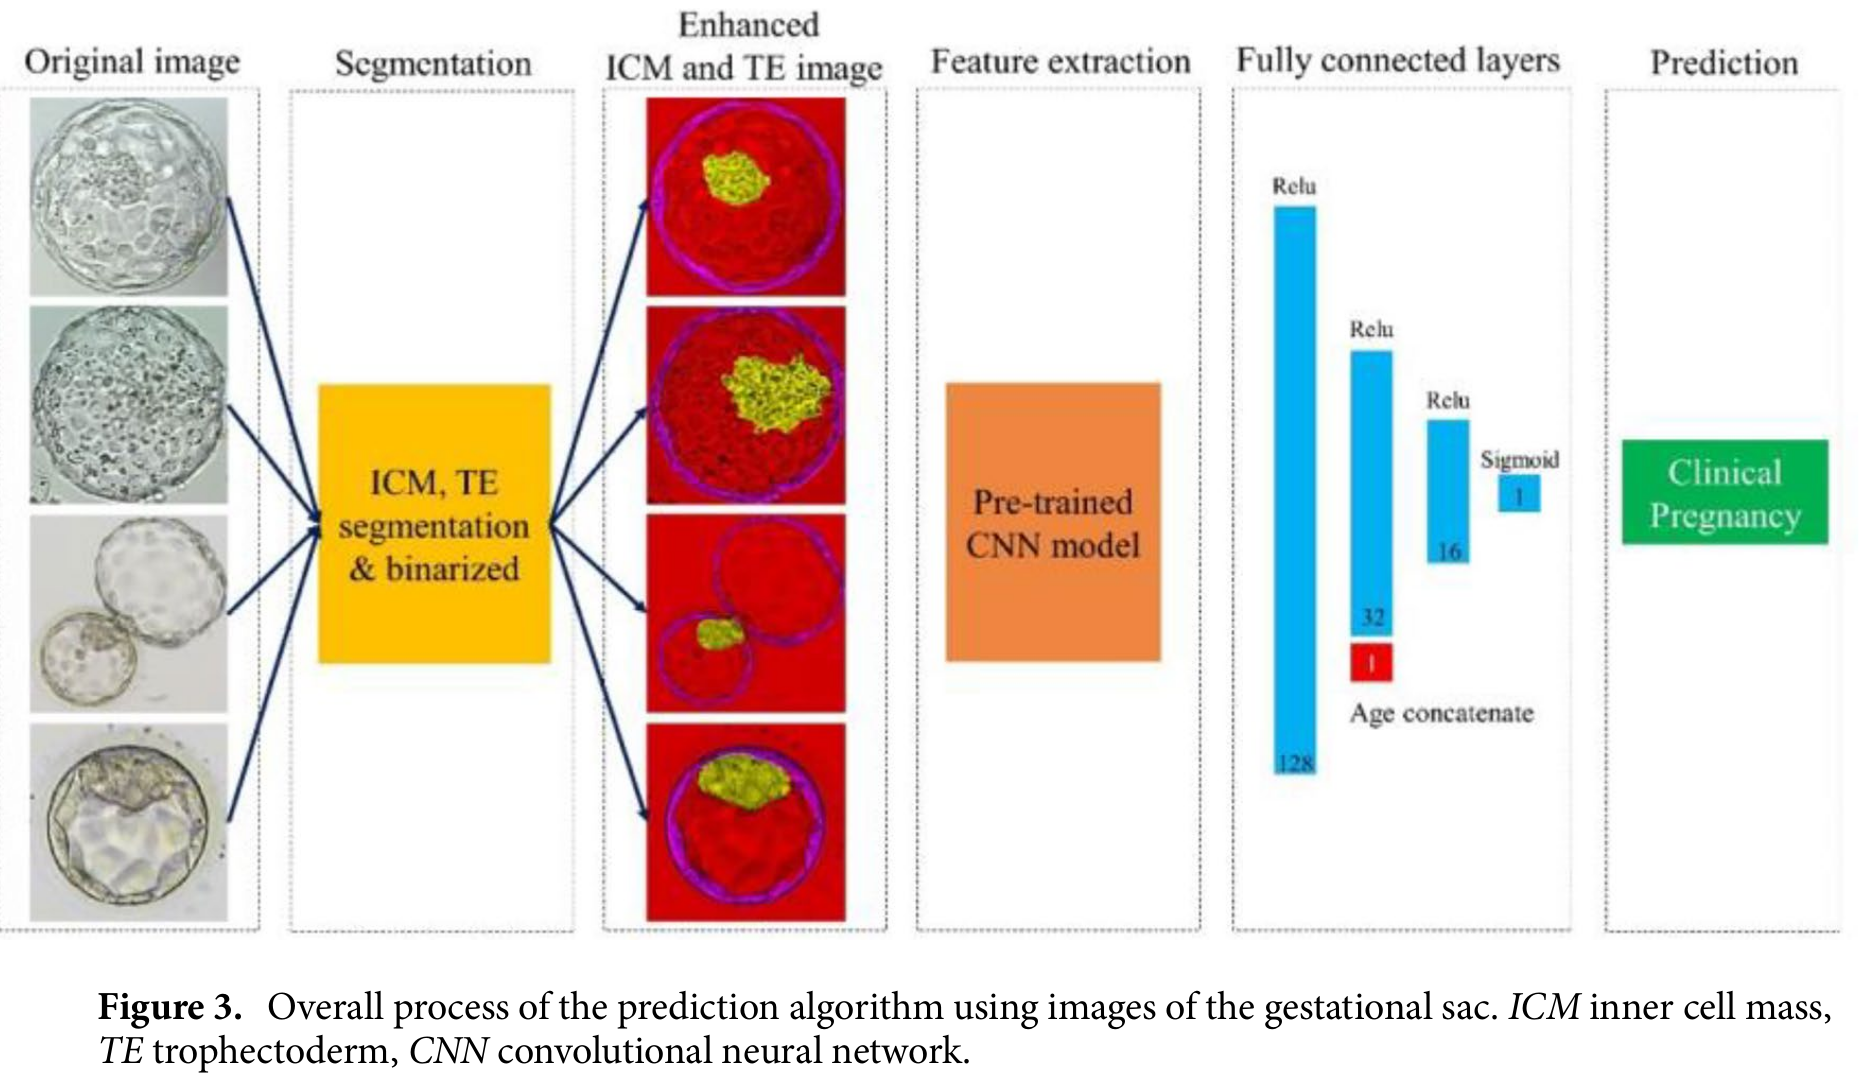 Original image
Segmentation
Enhanced
ICM and TE image
Feature extraction
Fully connected layers
Prediction
ICM, TE
segmentation
& binarized
Pre-trained
CNN model
Relu
128
Relu
32
1
Age concatenate
Relu
16
Sigmoid
1
Clinical
Pregnancy
Figure 3. Overall process of the prediction algorithm using images of the gestational sac. ICM inner cell mass,
TE trophectoderm, CNN convolutional neural network.